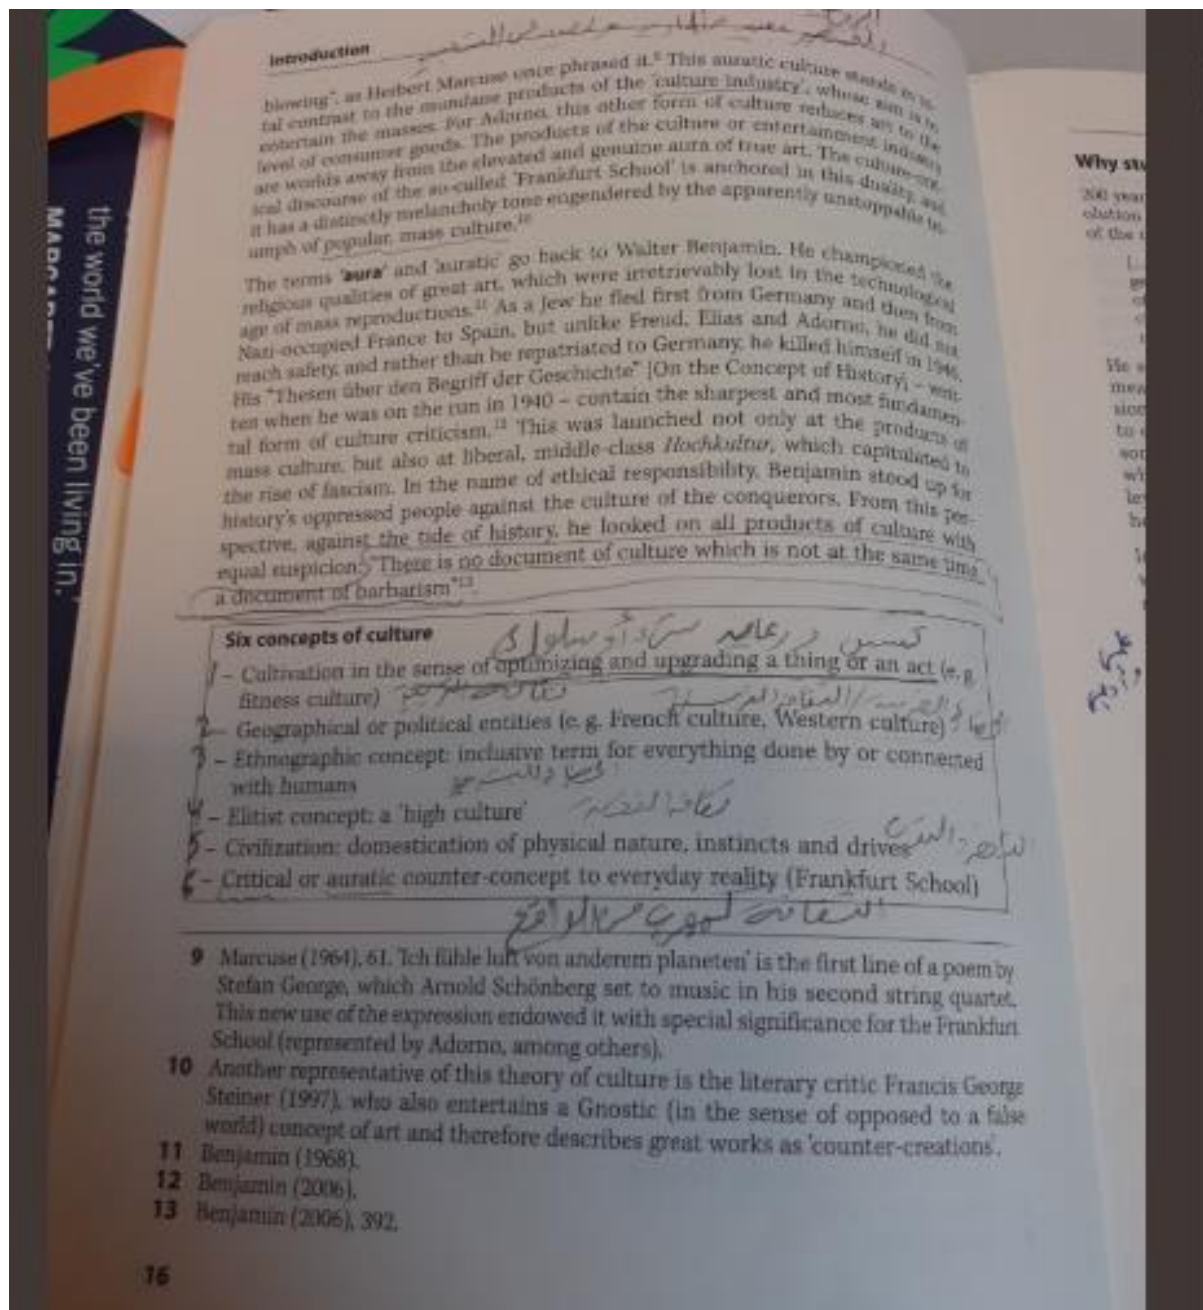 Introduction
blowing", as Herbert Marcuse once phrased it.⁹ This auratic culture stands in to-
tal contrast to the mundane products of the 'culture industry', whose aim is to
entertain the masses. For Adorno, this other form of culture reduces art to the
level of consumer goods. The products of the culture or entertainment industry
are worlds away from the elevated and genuine aura of true art. The culture-crit-
ical discourse of the so-called 'Frankfurt School' is anchored in this duality, and
it has a distinctly melancholy tone engendered by the apparently unstoppable tri-
umph of popular, mass culture.¹⁰
The terms 'aura' and 'auratic' go back to Walter Benjamin. He championed the
religious qualities of great art, which were irretrievably lost in the technological
age of mass reproductions.¹¹ As a Jew he fled first from Germany and then from
Nazi-occupied France to Spain, but unlike Freud, Elias and Adorno, he did not
reach safety, and rather than be repatriated to Germany, he killed himself in
His "Thesen über den Begriff der Geschichte" [On the Concept of History] – writ-
ten when he was on the run in 1940 – contain the sharpest and most fundamen-
tal form of culture criticism.¹² This was launched not only at the products of
mass culture, but also at liberal, middle-class Hochkultur, which capitulated to
the rise of fascism. In the name of ethical responsibility, Benjamin stood up for
history's oppressed people against the culture of the conquerors. From this per-
spective, against the tide of history, he looked on all products of culture with
equal suspicion: "There is no document of culture which is not at the same time
a document of barbarism"¹³.
Six concepts of culture
1 – Cultivation in the sense of optimizing and upgrading a thing or an act (e. g.
fitness culture)
2 – Geographical or political entities (e. g. French culture, Western culture)
3 – Ethnographic concept: inclusive term for everything done by or connected
with humans
4 – Elitist concept: a 'high culture'
5 – Civilization: domestication of physical nature, instincts and drives
6 – Critical or auratic counter-concept to everyday reality (Frankfurt School)
9 Marcuse (1964), 61. 'Ich fühle luft von anderem planeten' is the first line of a poem by
Stefan George, which Arnold Schönberg set to music in his second string quartet.
This new use of the expression endowed it with special significance for the Frankfurt
School (represented by Adorno, among others).
10 Another representative of this theory of culture is the literary critic Francis George
Steiner (1997), who also entertains a Gnostic (in the sense of opposed to a false
world) concept of art and therefore describes great works as 'counter-creations'.
11 Benjamin (1968).
12 Benjamin (2006).
13 Benjamin (2006), 392.
16
the world we've been living in.'
Why stu
200 year
olution
of the